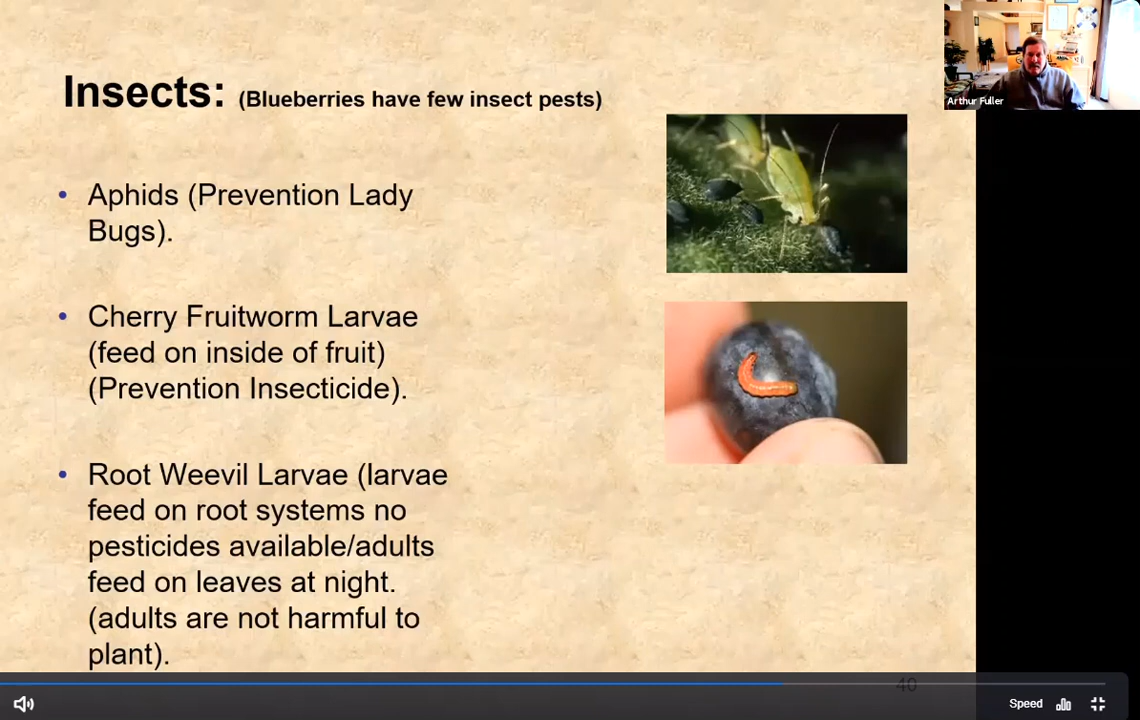 Insects: (Blueberries have few insect pests)
Arthur Fuller
• Aphids (Prevention Lady
Bugs).
• Cherry Fruitworm Larvae
(feed on inside of fruit)
(Prevention Insecticide).
• Root Weevil Larvae (larvae
feed on root systems no
pesticides available/adults
feed on leaves at night.
(adults are not harmful to
plant).
40
Speed